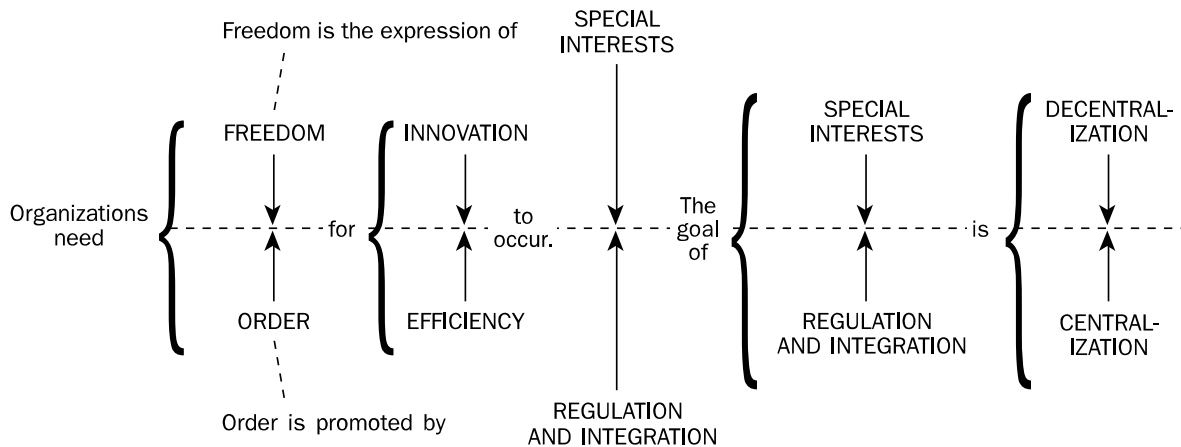 Freedom is the expression of
SPECIAL
INTERESTS
FREEDOM
INNOVATION
SPECIAL
INTERESTS
DECENTRAL-
IZATION
Organizations
need
for
to
occur.
The
goal
of
is
ORDER
EFFICIENCY
REGULATION
AND INTEGRATION
CENTRAL-
IZATION
Order is promoted by
REGULATION
AND INTEGRATION